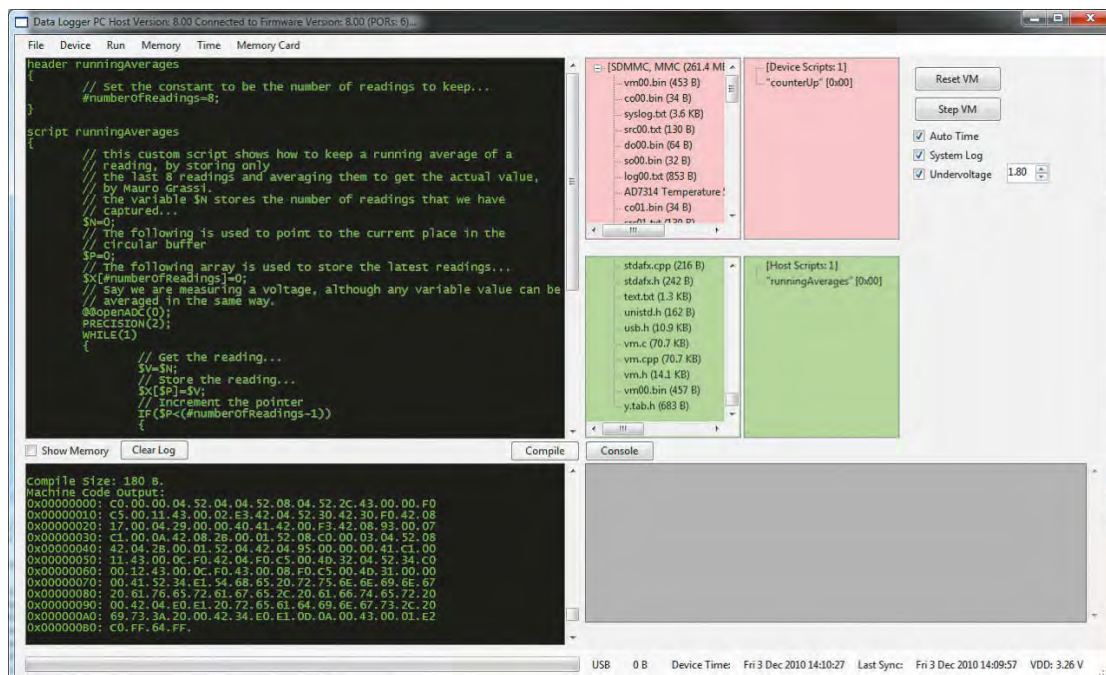 Data Logger PC Host Version: 8.00 Connected to Firmware Version: 8.00 (PORs: 6)...
File Device Run Memory Time Memory Card
header runningAverages
{
// Set the constant to be the number of readings to keep...
#numberOfReadings=8;
}
script runningAverages
{
// this custom script shows how to keep a running average of a
// reading, by storing only
// the last 8 readings and averaging them to get the actual value,
// by Mauro Grassi.
// the variable $N stores the number of readings that we have
// captured...
$N=0;
// The following is used to point to the current place in the
// circular buffer
$P=0;
// The following array is used to store the latest readings...
$X[#numberOfReadings]=0;
// Say we are measuring a voltage, although any variable value can be
// averaged in the same way.
@@openADC(0);
PRECISION(2);
WHILE(1)
{
// Get the reading...
$V=$N;
// Store the reading...
$X[$P]=$V;
// Increment the pointer
IF($P<(#numberOfReadings-1))
{
[SDMMC, MMC (261.4 ME
vm00.bin (453 B)
co00.bin (34 B)
syslog.txt (3.6 KB)
src00.txt (130 B)
do00.bin (64 B)
so00.bin (32 B)
log00.txt (853 B)
AD7314 Temperature
co01.bin (34 B)
src01.txt (130 B)
[Device Scripts: 1]
"counterUp" [0x00]
Reset VM
Step VM
Auto Time
System Log
Undervoltage 1.80
stdafx.cpp (216 B)
stdafx.h (242 B)
text.txt (1.3 KB)
unistd.h (162 B)
usb.h (10.9 KB)
vm.c (70.7 KB)
vm.cpp (70.7 KB)
vm.h (14.1 KB)
vm00.bin (457 B)
y.tab.h (683 B)
[Host Scripts: 1]
"runningAverages" [0x00]
Show Memory Clear Log Compile Console
Compile Size: 180 B.
Machine Code Output:
0x00000000: C0.00.00.04.52.04.04.52.08.04.52.2C.43.00.00.F0
0x00000010: C5.00.11.43.00.02.E3.42.04.52.30.42.30.F0.42.08
0x00000020: 17.00.04.29.00.00.40.41.42.00.F3.42.08.93.00.07
0x00000030: C1.00.0A.42.08.2B.00.01.52.08.C0.00.03.04.52.08
0x00000040: 42.04.2B.00.01.52.04.42.04.95.00.00.00.41.C1.00
0x00000050: 11.43.00.0C.F0.42.04.F0.C5.00.4D.32.04.52.34.C0
0x00000060: 00.12.43.00.0C.F0.43.00.08.F0.C5.00.4D.31.00.00
0x00000070: 00.41.52.34.E1.54.68.65.20.72.75.6E.6E.69.6E.67
0x00000080: 20.61.76.65.72.61.67.65.2C.20.61.66.74.65.72.20
0x00000090: 00.42.04.E0.E1.20.72.65.61.64.69.6E.67.73.2C.20
0x000000A0: 69.73.3A.20.00.42.34.E0.E1.0D.0A.00.43.00.01.E2
0x000000B0: C0.FF.64.FF.
USB 0 B Device Time: Fri 3 Dec 2010 14:10:27 Last Sync: Fri 3 Dec 2010 14:09:57 VDD: 3.26 V